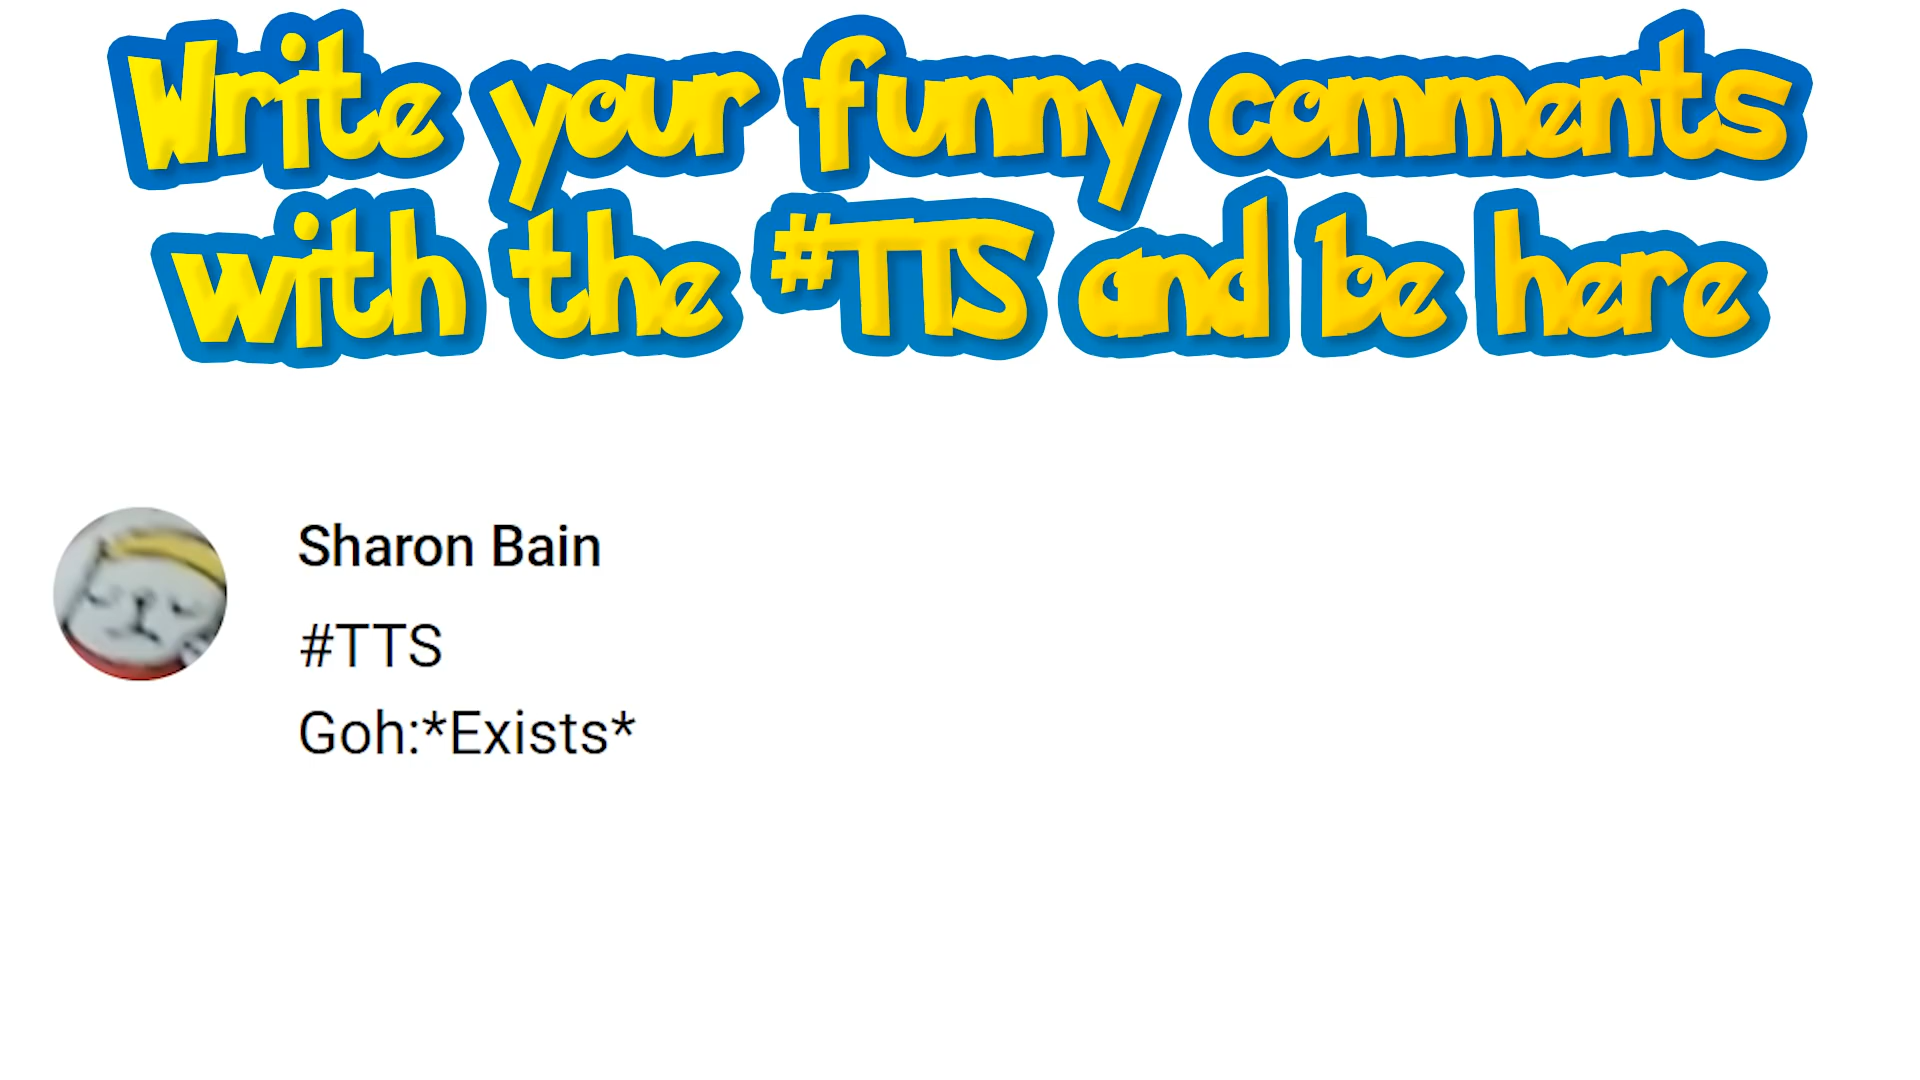 Write your funny comments
with the #TTS and be here
Sharon Bain
#TTS
Goh:*Exists*